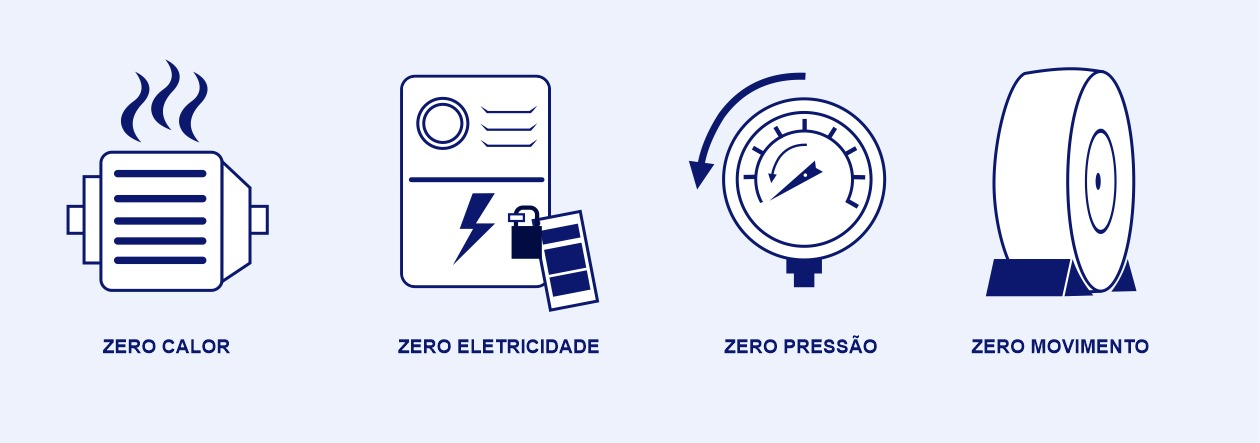 ZERO CALOR
ZERO ELETRICIDADE
ZERO PRESSÃO
ZERO MOVIMENTO